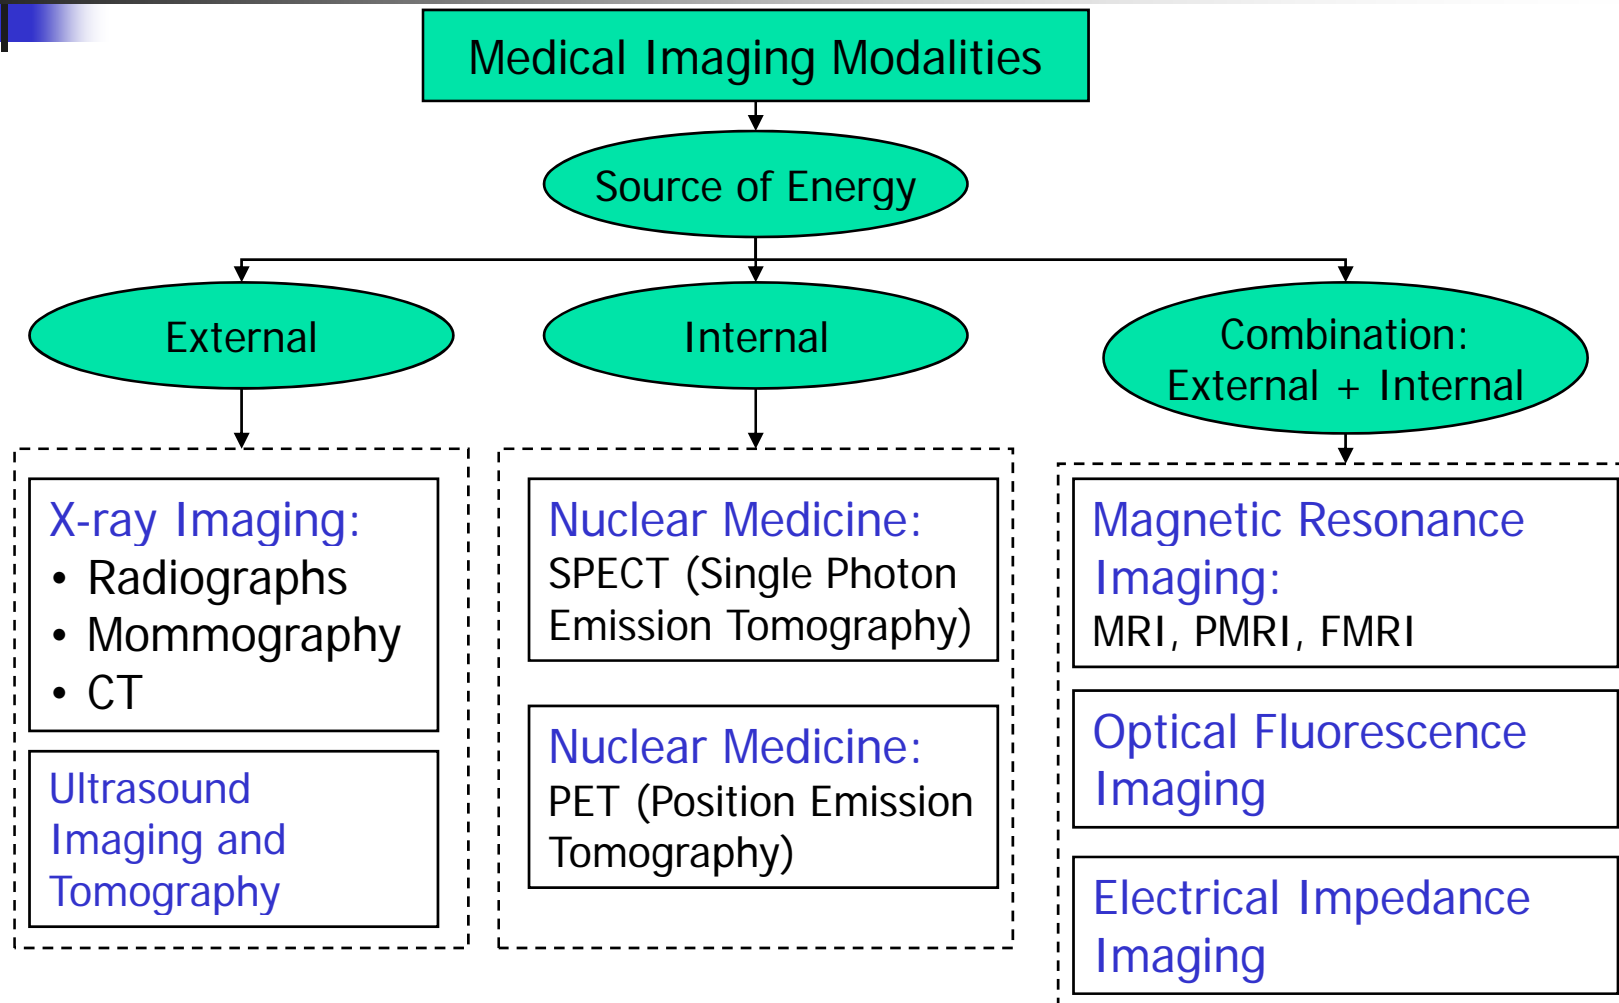 Medical Imaging Modalities
Source of Energy
External
Internal
Combination:
External + Internal
X-ray Imaging:
• Radiographs
• Mommography
• CT
Ultrasound
Imaging and
Tomography
Nuclear Medicine:
SPECT (Single Photon
Emission Tomography)
Nuclear Medicine:
PET (Position Emission
Tomography)
Magnetic Resonance
Imaging:
MRI, PMRI, FMRI
Optical Fluorescence
Imaging
Electrical Impedance
Imaging